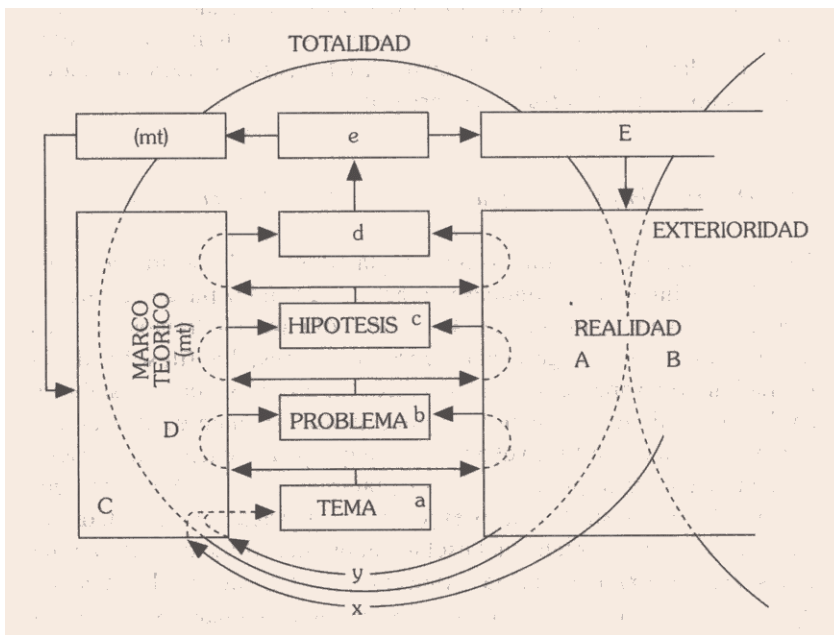 TOTALIDAD
(mt)
e
E
d
EXTERIORIDAD
MARCO
TEORICO
(mt)
HIPOTESIS c
REALIDAD
A
B
PROBLEMA b
D
C
TEMA a
y
x